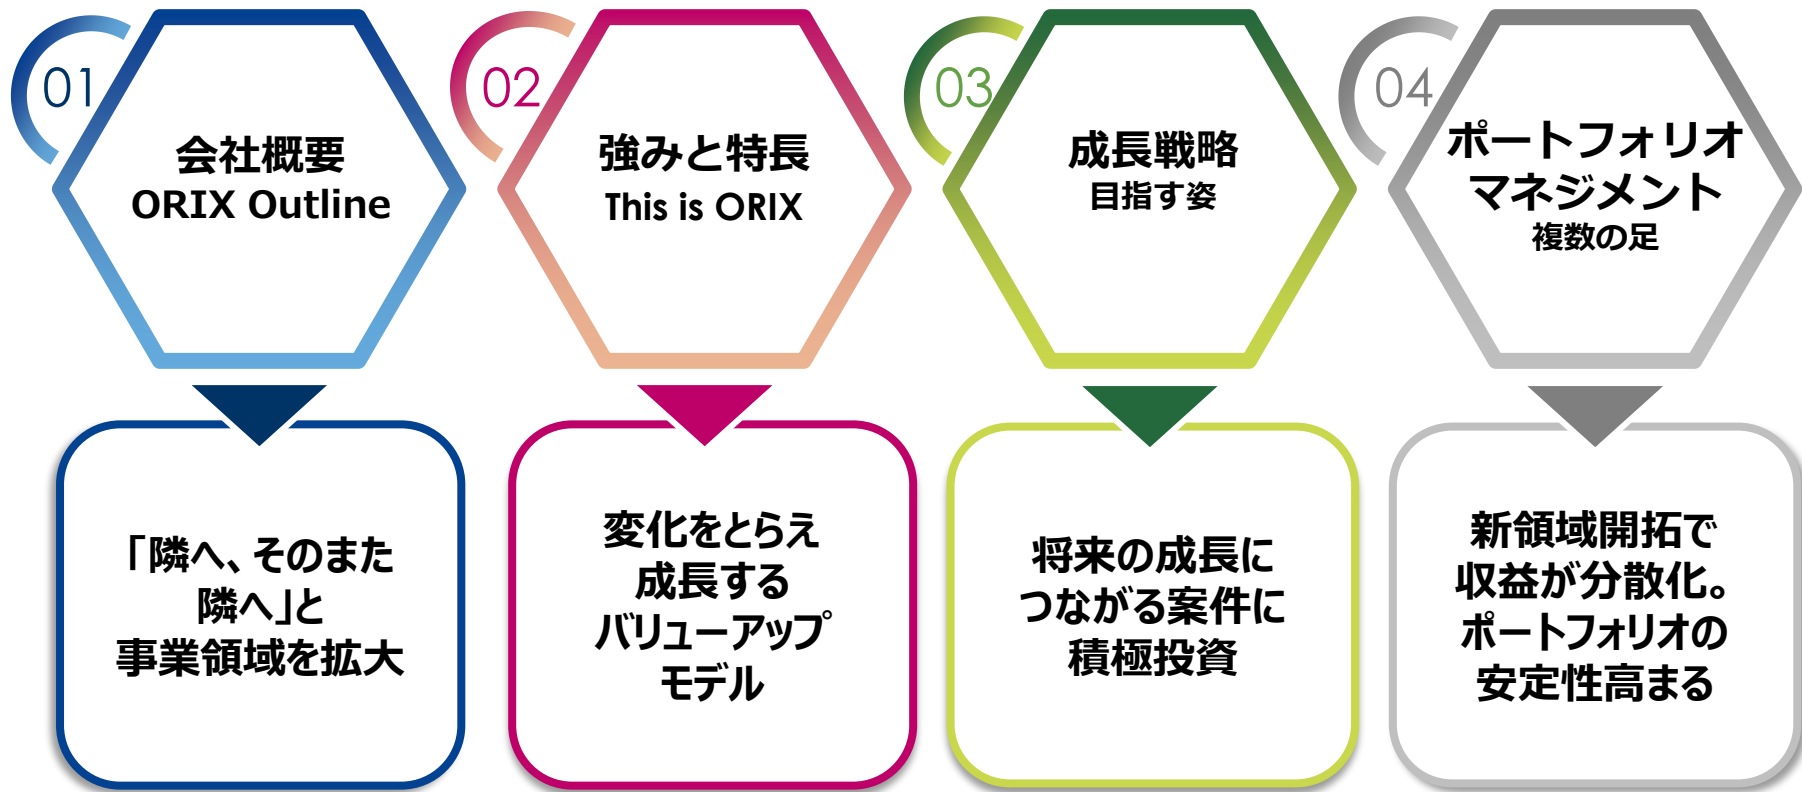 01
会社概要
ORIX Outline
「隣へ、そのまた
隣へ」と
事業領域を拡大
02
強みと特長
This is ORIX
変化をとらえ
成長する
バリューアップ
モデル
03
成長戦略
目指す姿
将来の成長に
つながる案件に
積極投資
04
ポートフォリオ
マネジメント
複数の足
新領域開拓で
収益が分散化。
ポートフォリオの
安定性高まる